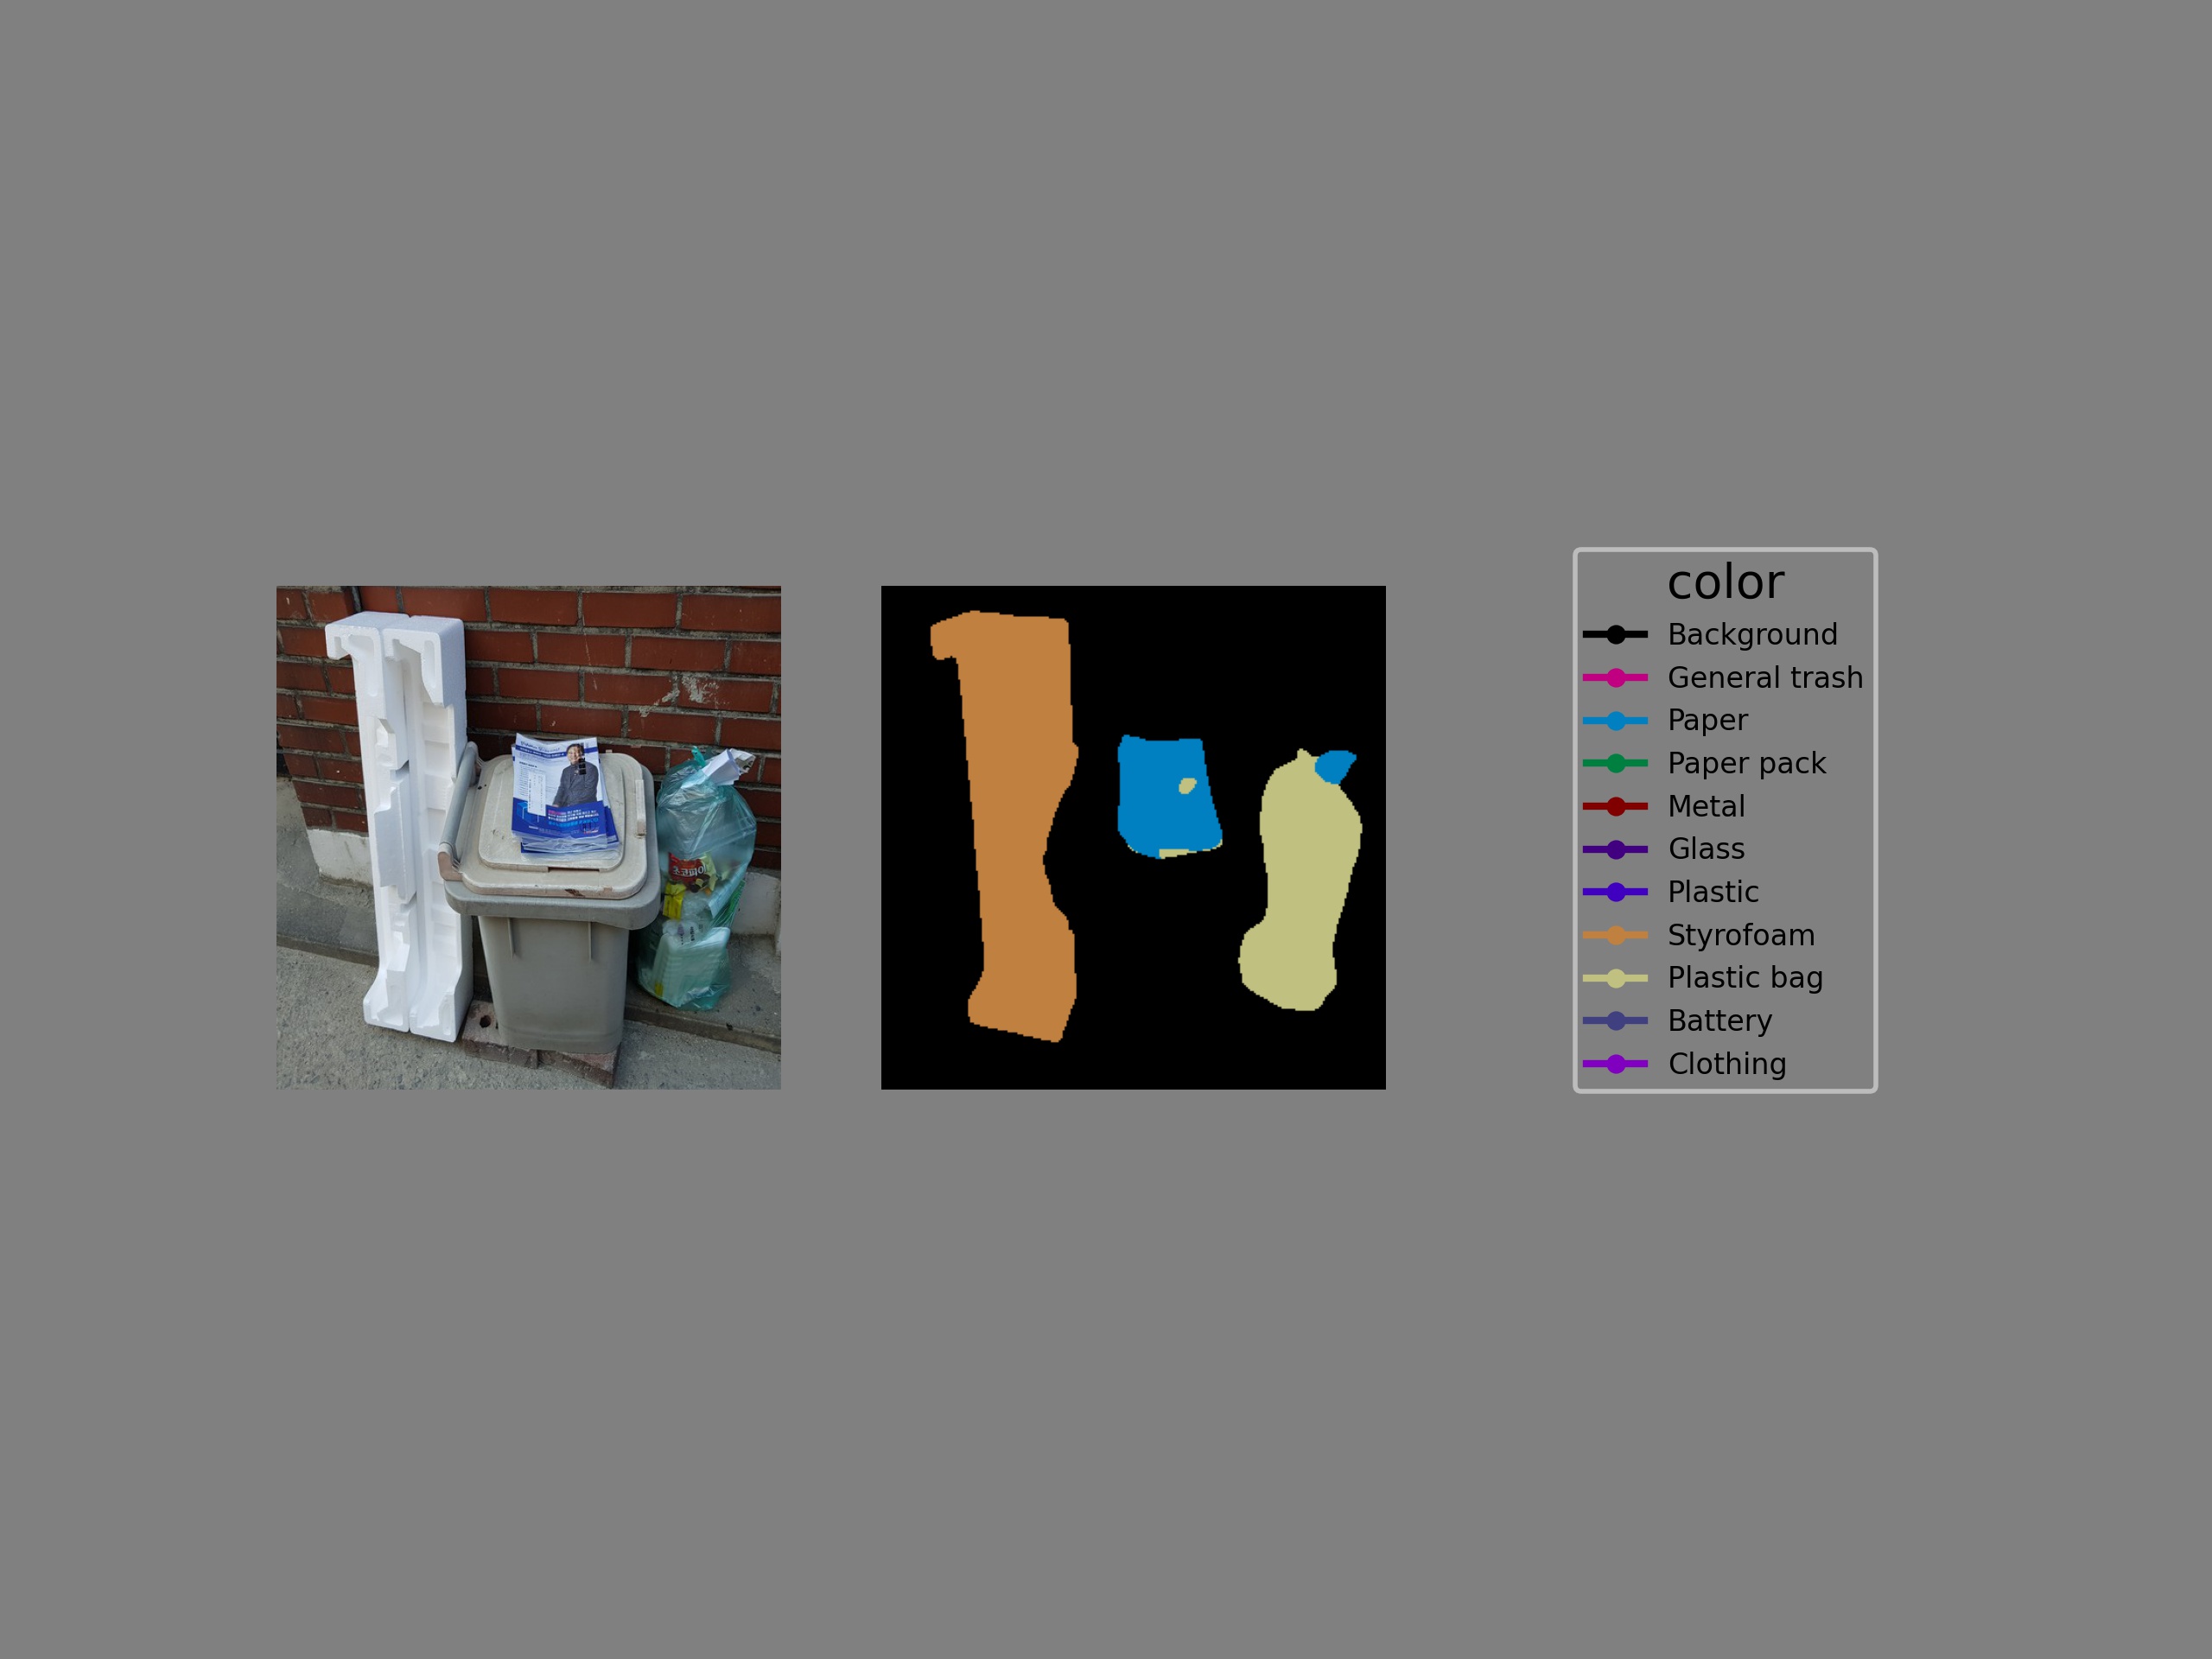 color
Background
General trash
Paper
Paper pack
Metal
Glass
Plastic
Styrofoam
Plastic bag
Battery
Clothing